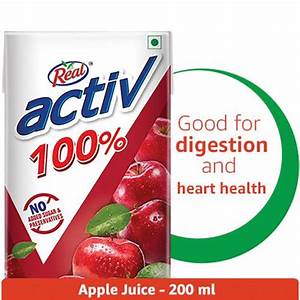 Real
activ
100%
NO
ADDED SUGAR &
PRESERVATIVES
Good for
digestion
and
heart health
Apple Juice - 200 ml